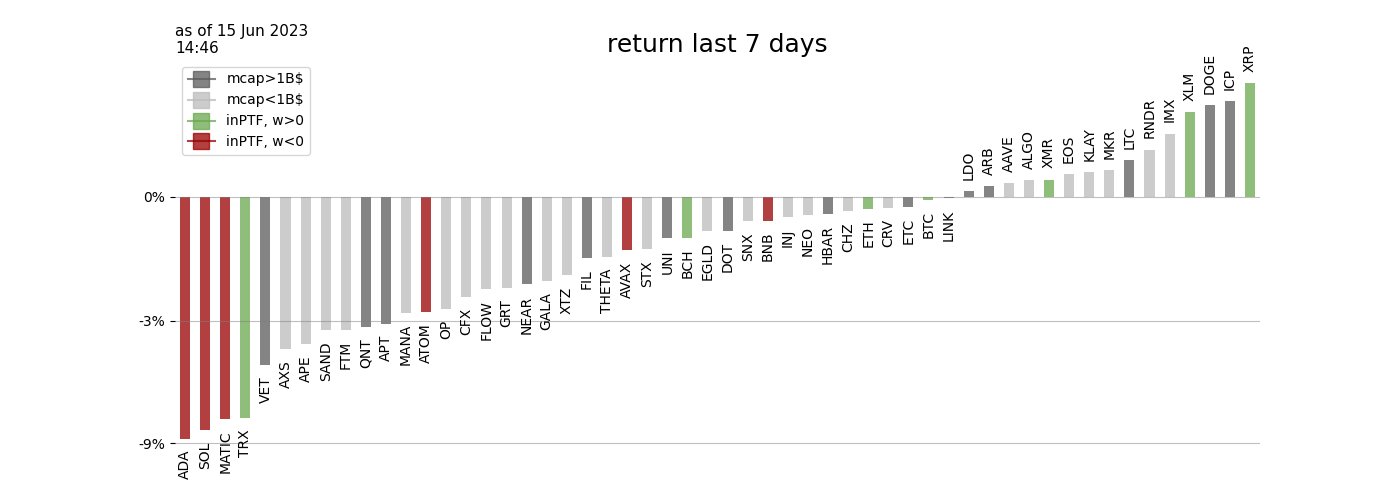 as of 15 Jun 2023
14:46
return last 7 days
mcap>1B$
mcap<1B$
inPTF, w>0
inPTF, w<0
0%
-3%
-9%
ADA
SOL
MATIC
TRX
VET
AXS
APE
SAND
FTM
QNT
APT
MANA
ATOM
OP
CFX
FLOW
GRT
NEAR
GALA
XTZ
FIL
THETA
AVAX
STX
UNI
BCH
EGLD
DOT
SNX
BNB
INJ
NEO
HBAR
CHZ
ETH
CRV
ETC
BTC
LINK
LDO
ARB
AAVE
ALGO
XMR
EOS
KLAY
MKR
LTC
RNDR
IMX
XLM
DOGE
ICP
XRP